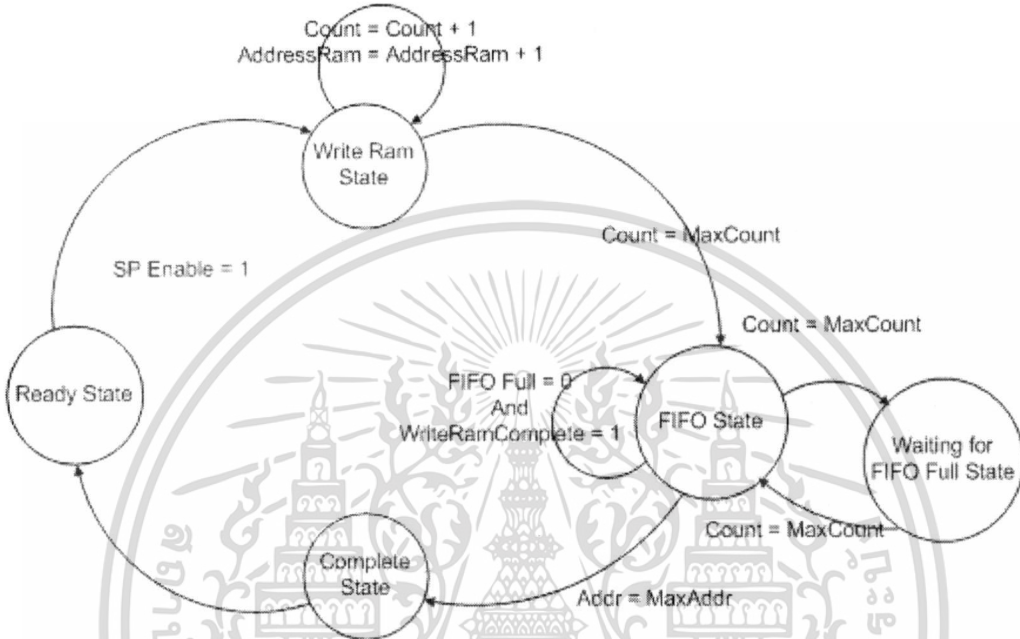 Count = Count + 1
AddressRam = AddressRam + 1
Write Ram
State
Count = MaxCount
SP Enable = 1
Count = MaxCount
Ready State
FIFO Full = 0
And
WriteRamComplete = 1
FIFO State
Waiting for
FIFO Full State
Count = MaxCount
Complete
State
Addr = MaxAddr